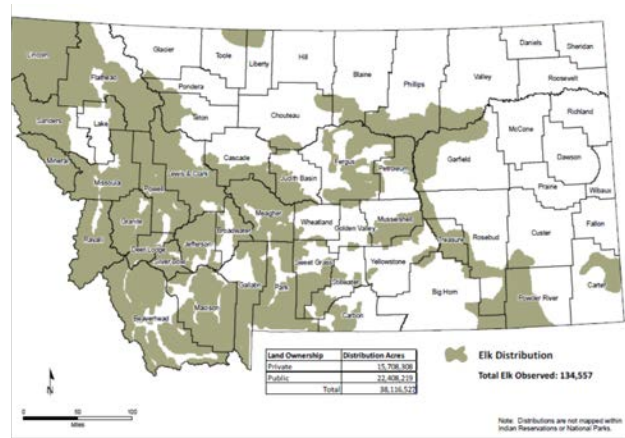 Lincoln
Flathead
Glacier
Toole
Liberty
Hill
Blaine
Phillips
Valley
Daniels
Sheridan
Roosevelt
Pondera
Teton
Chouteau
Sanders
Lake
Mineral
Missoula
Powell
Lewis & Clark
Cascade
Judith Basin
Fergus
Petroleum
Garfield
McCone
Richland
Dawson
Prairie
Wibaux
Ravalli
Granite
Deer Lodge
Silver Bow
Jefferson
Broadwater
Meagher
Wheatland
Golden Valley
Musselshell
Treasure
Rosebud
Custer
Fallon
Beaverhead
Madison
Gallatin
Park
Sweet Grass
Stillwater
Yellowstone
Carbon
Big Horn
Powder River
Carter
Land Ownership Distribution Acres
Private 15,708,308
Public 22,408,219
Total 38,116,527
Elk Distribution
Total Elk Observed: 134,557
N
0 50 100
Miles
Note: Distributions are not mapped within
Indian Reservations or National Parks.